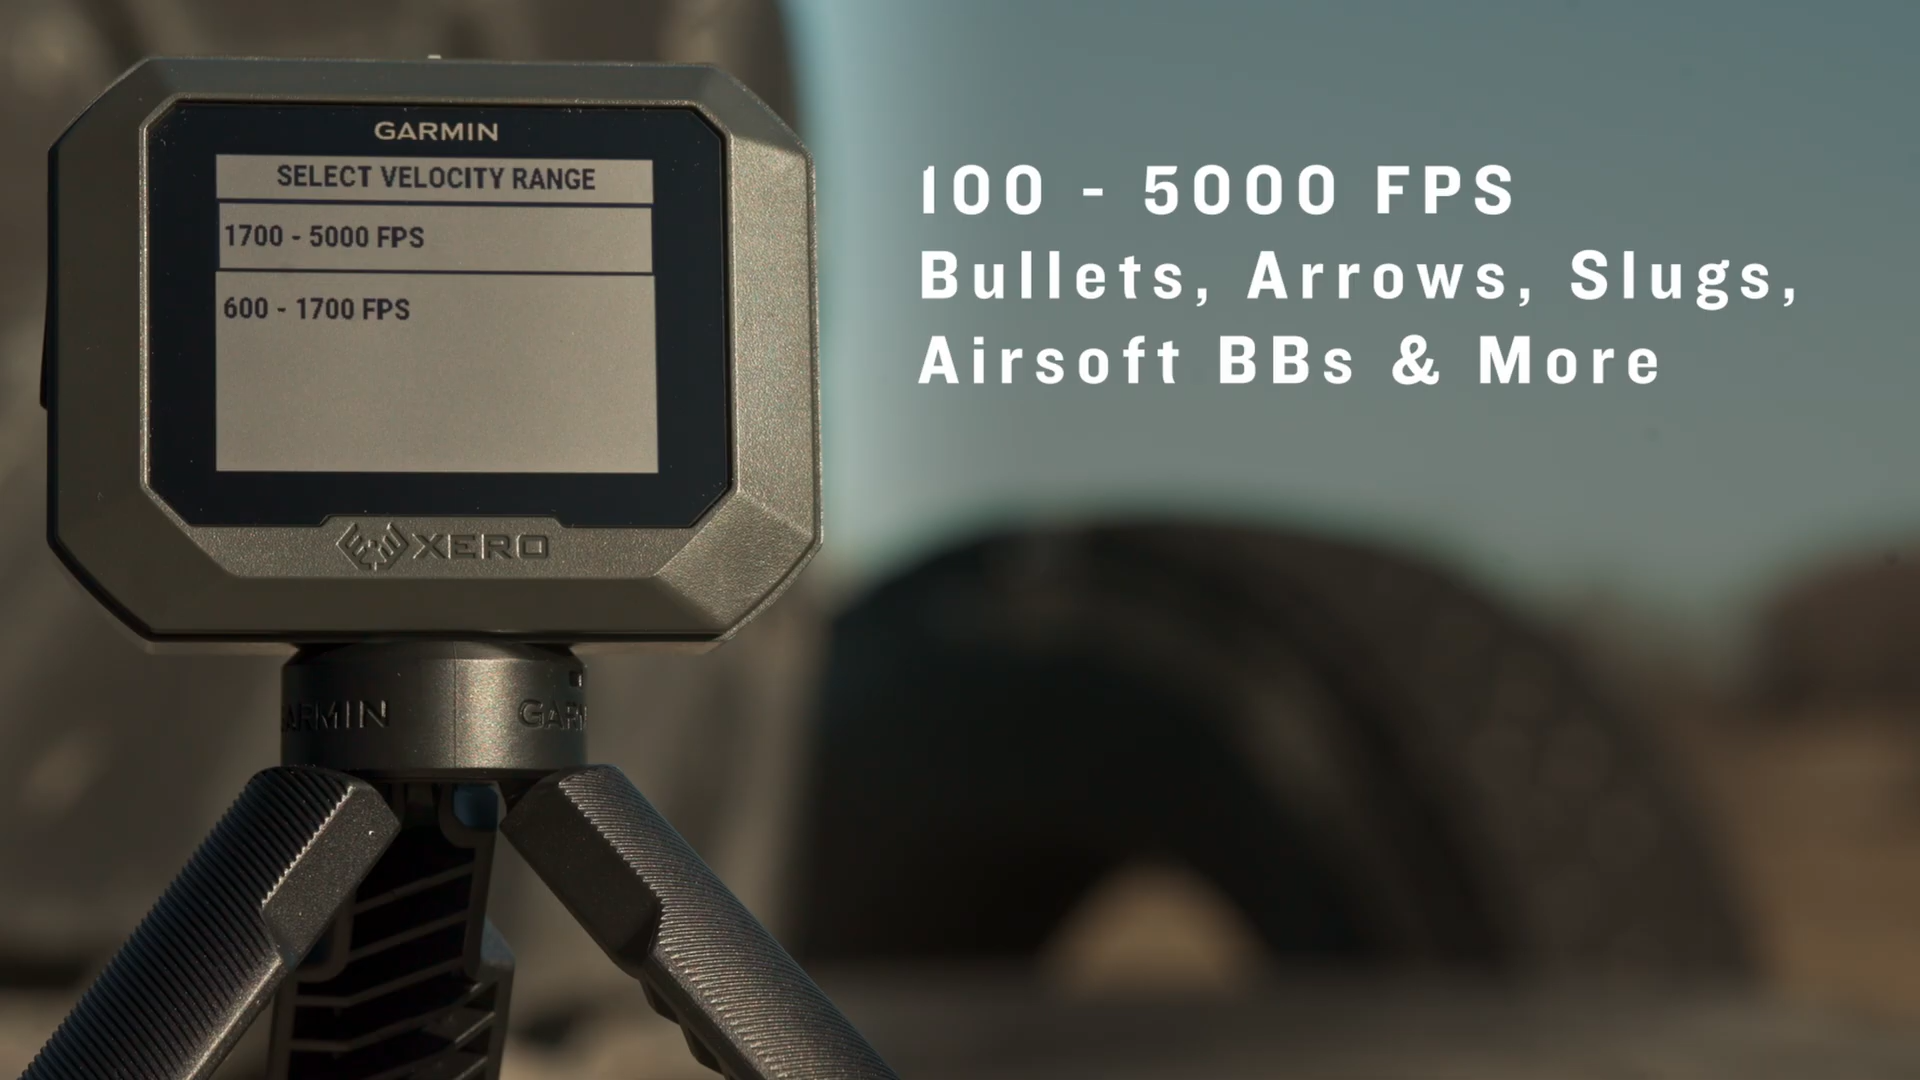 GARMIN
SELECT VELOCITY RANGE
1700 - 5000 FPS
600 - 1700 FPS
XERO
GARMIN
100 - 5000 FPS
Bullets, Arrows, Slugs,
Airsoft BBs & More